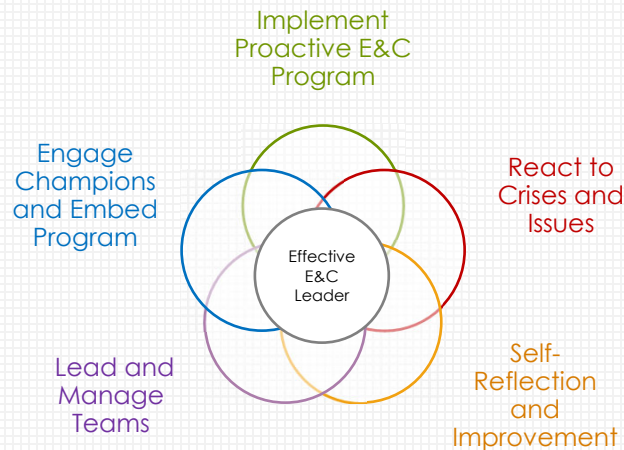 Implement
Proactive E&C
Program
Engage
Champions
and Embed
Program
React to
Crises and
Issues
Effective
E&C
Leader
Lead and
Manage
Teams
Self-
Reflection
and
Improvement